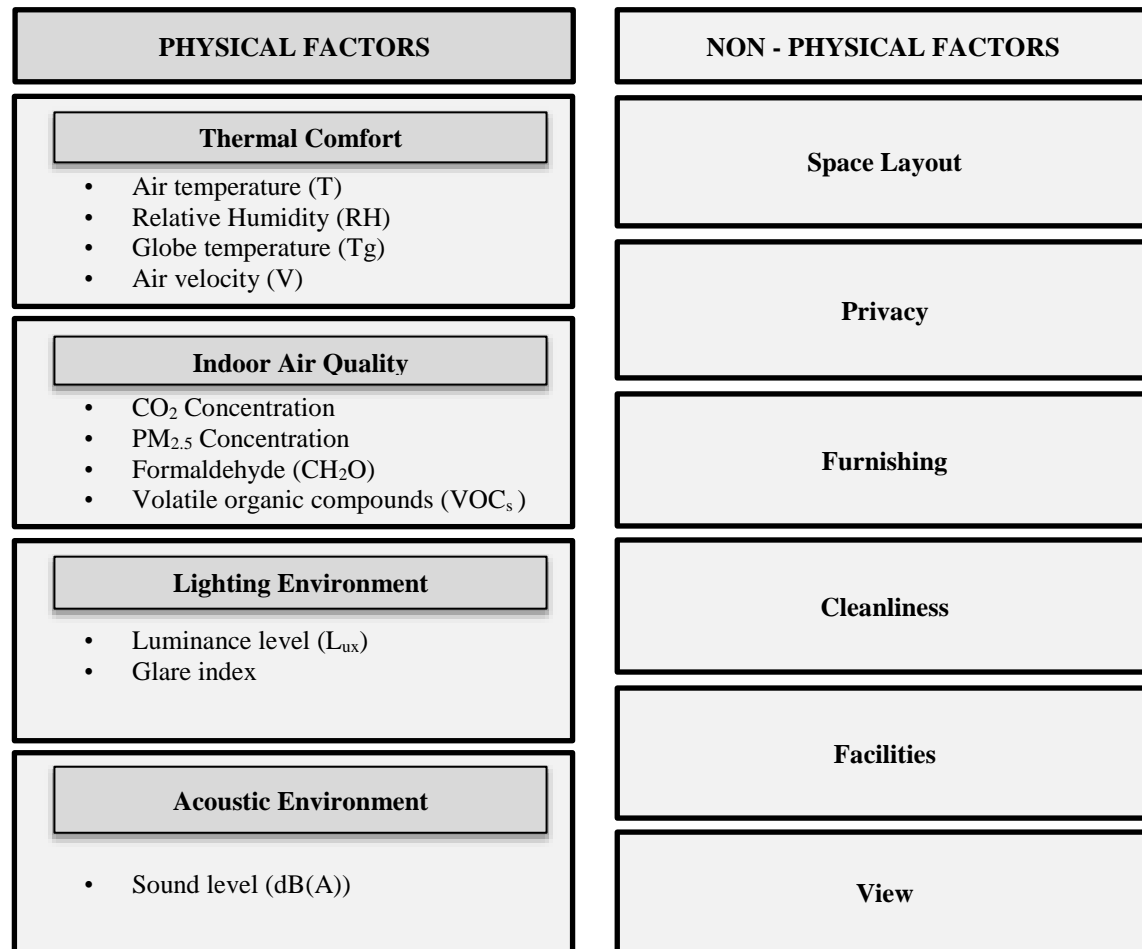 PHYSICAL FACTORS
Thermal Comfort
• Air temperature (T)
• Relative Humidity (RH)
• Globe temperature (Tg)
• Air velocity (V)
Indoor Air Quality
• CO₂ Concentration
• PM₂.₅ Concentration
• Formaldehyde (CH₂O)
• Volatile organic compounds (VOCₛ )
Lighting Environment
• Luminance level (Lᵤₓ)
• Glare index
Acoustic Environment
• Sound level (dB(A))
NON - PHYSICAL FACTORS
Space Layout
Privacy
Furnishing
Cleanliness
Facilities
View